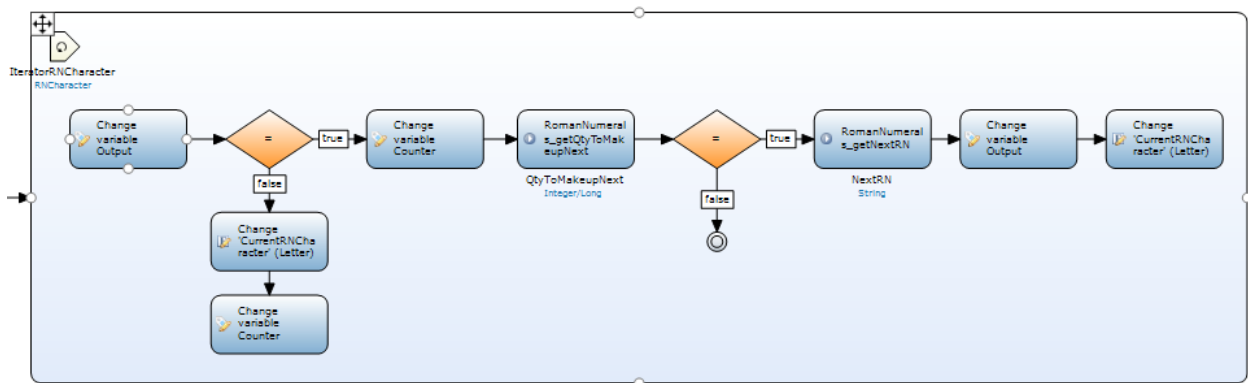 IteratorRNCharacter
RNCharacter
Change
variable
Output
=
true
Change
variable
Counter
RomanNumeral
s_getQtyToMak
eupNext
QtyToMakeupNext
Integer/Long
=
true
RomanNumeral
s_getNextRN
NextRN
String
Change
variable
Output
Change
'CurrentRNCha
racter' (Letter)
false
Change
'CurrentRNCha
racter' (Letter)
Change
variable
Counter
false